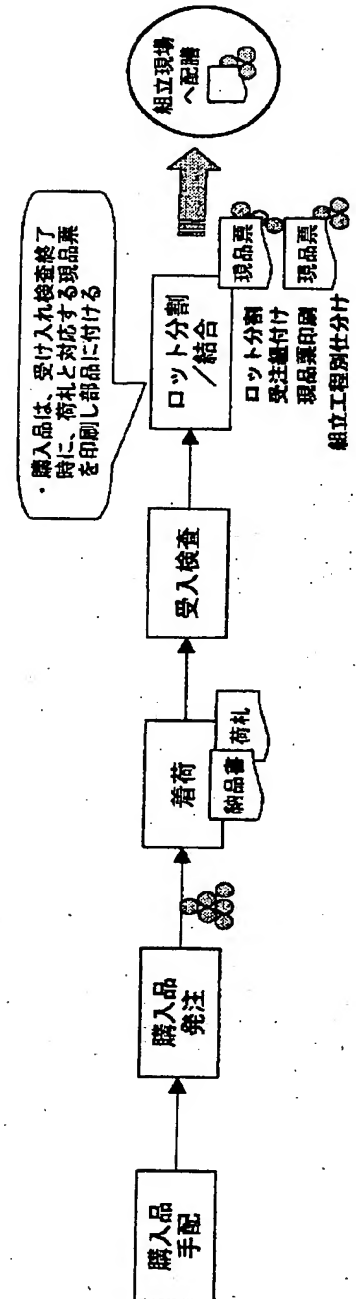 ・購入品は、受け入れ検査終了
時に、荷札と対応する現品票
を印刷し部品に付ける
購入品
手配
購入品
発注
着荷
納品書
荷札
受入検査
ロット分割
／結合
現品票
現品票
ロット分割
受注紐付け
現品票印刷
組立工程別仕分け
組立現場
へ配膳